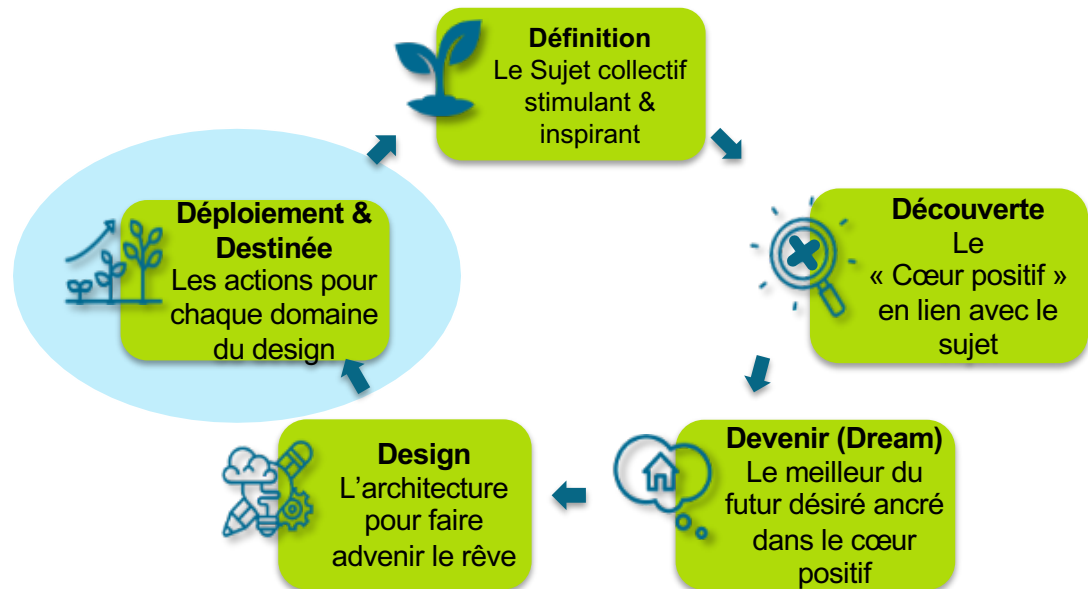 Définition
Le Sujet collectif
stimulant &
inspirant
Découverte
Le
« Cœur positif »
en lien avec le
sujet
Devenir (Dream)
Le meilleur du
futur désiré ancré
dans le cœur
positif
Design
L’architecture
pour faire
advenir le rêve
Déploiement &
Destinée
Les actions pour
chaque domaine
du design